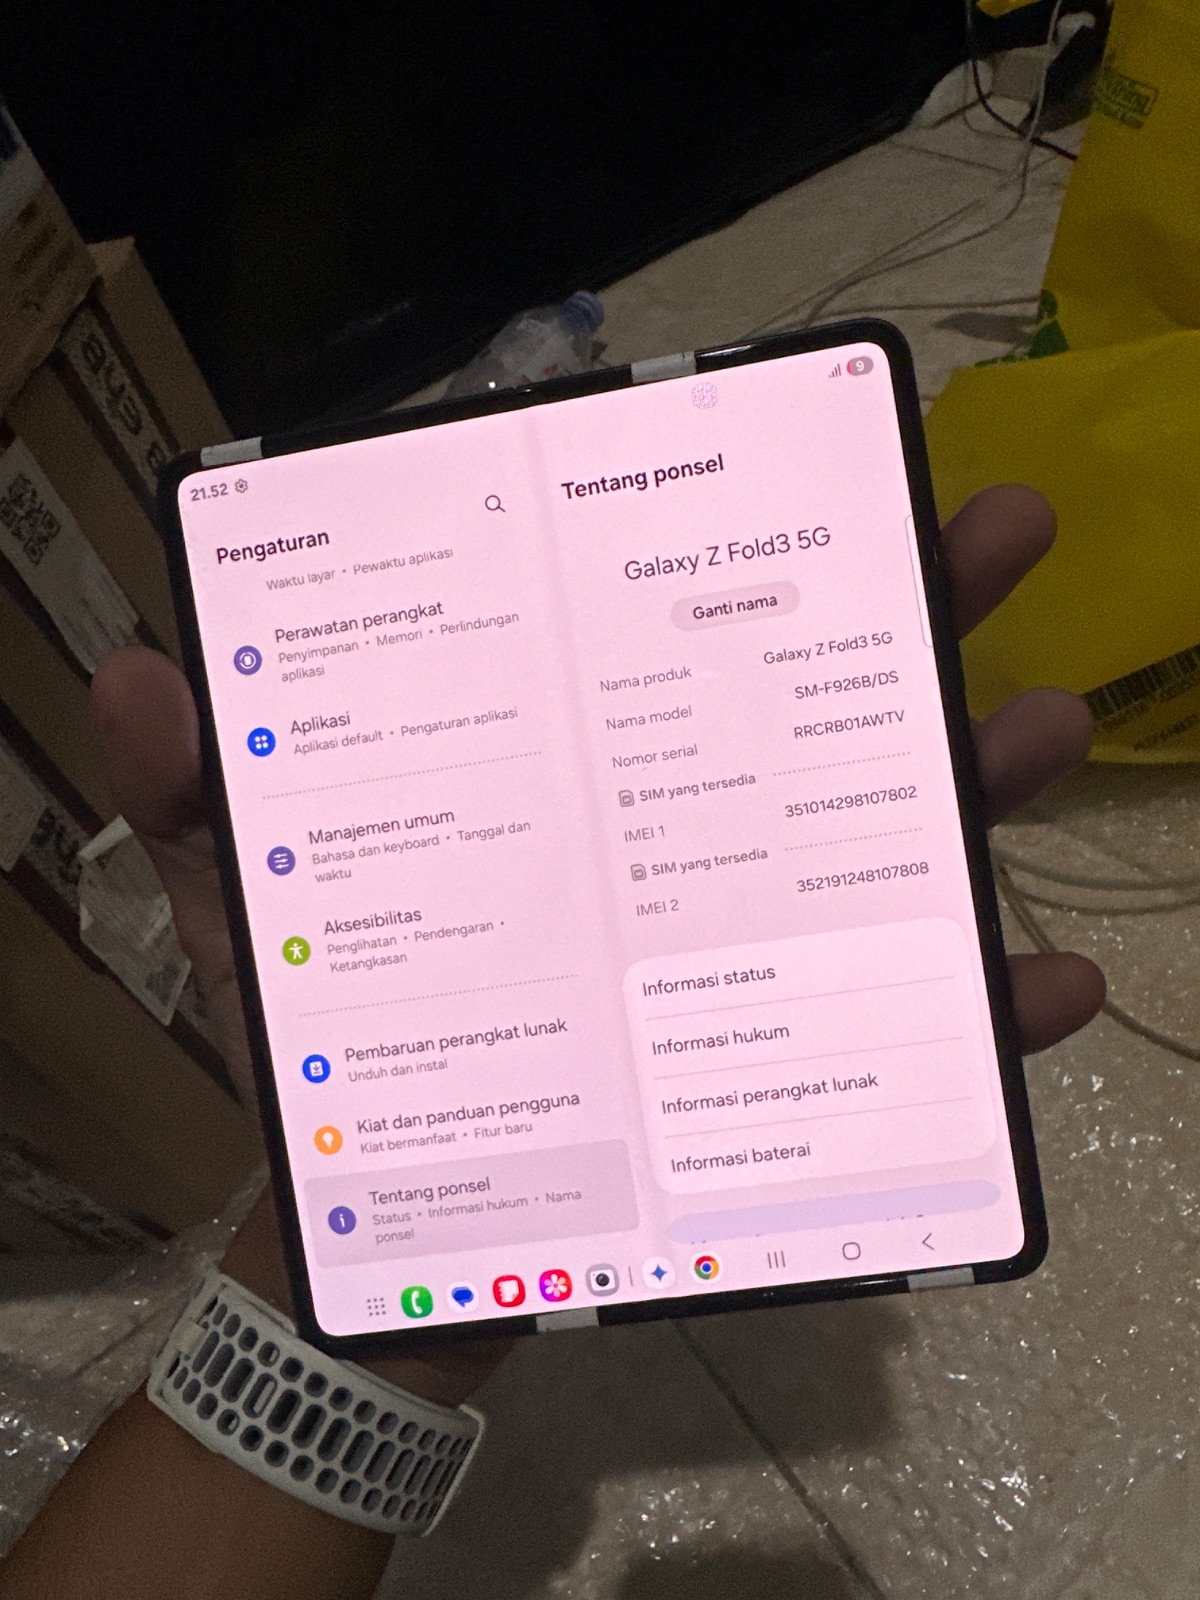 21.52
9
Pengaturan
Waktu layar • Pewaktu aplikasi
Perawatan perangkat
Penyimpanan • Memori • Perlindungan
aplikasi
Aplikasi
Aplikasi default • Pengaturan aplikasi
Manajemen umum
Bahasa dan keyboard • Tanggal dan
waktu
Aksesibilitas
Penglihatan • Pendengaran •
Ketangkasan
Pembaruan perangkat lunak
Unduh dan instal
Kiat dan panduan pengguna
Kiat bermanfaat • Fitur baru
Tentang ponsel
Status • Informasi hukum • Nama
ponsel
Tentang ponsel
Galaxy Z Fold3 5G
Ganti nama
Nama produk Galaxy Z Fold3 5G
Nama model SM-F926B/DS
Nomor serial RRCRB01AWTV
SIM yang tersedia
IMEI 1 351014298107802
SIM yang tersedia
IMEI 2 352191248107808
Informasi status
Informasi hukum
Informasi perangkat lunak
Informasi baterai